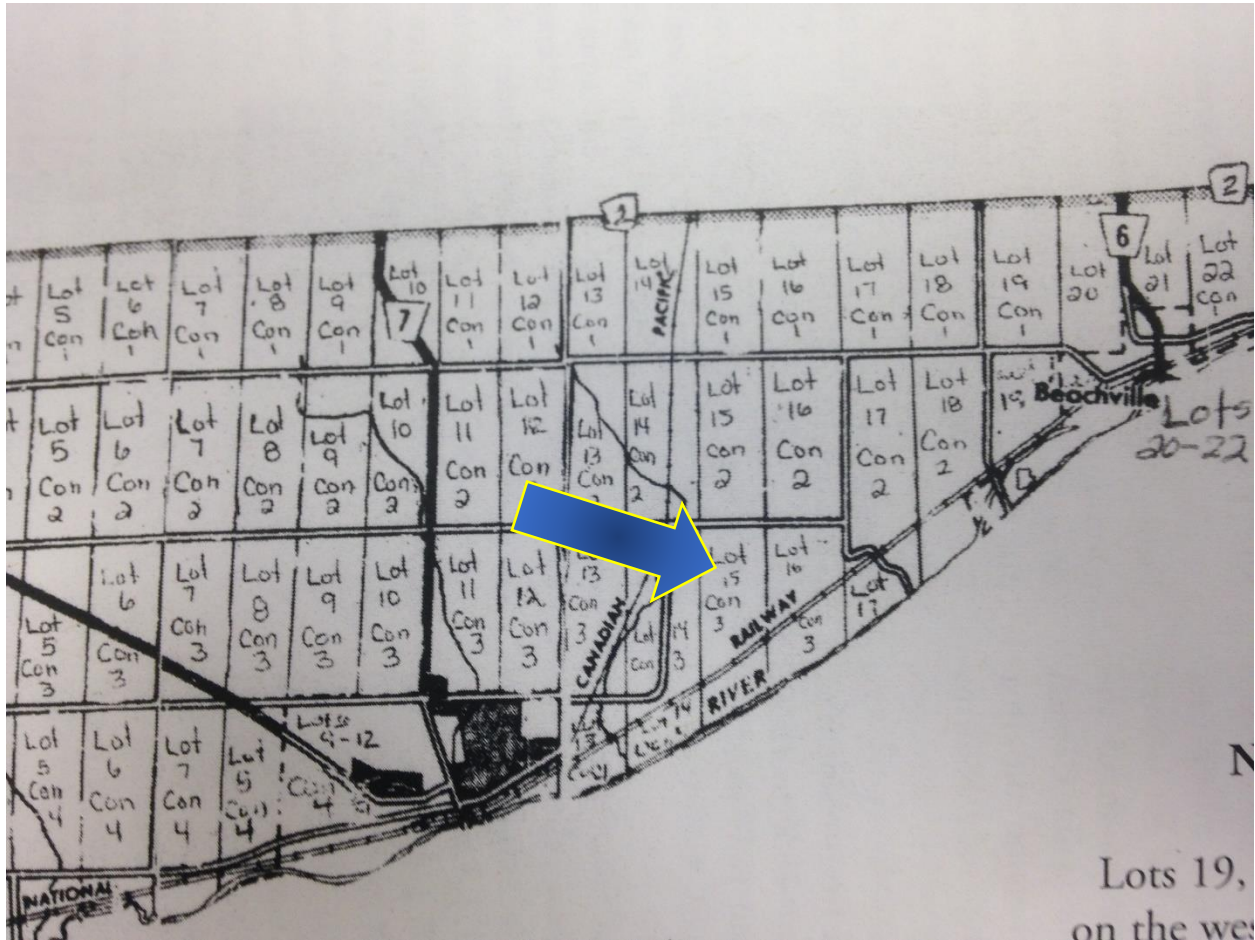 2
2
6
Lot
5
Con
1
Lot
6
Con
1
Lot
7
Con
1
Lot
8
Con
1
Lot
9
Con
1
Lot
10
7
Lot
11
Con
1
Lot
12
Con
1
Lot
13
Con
1
Lot
14
PACIFIC
Lot
15
Con
1
Lot
16
Con
1
Lot
17
Con
1
Lot
18
Con
1
Lot
19
Con
1
Lot
20
Lot
21
Lot
22
Con
1
Lot
5
Con
2
Lot
6
Con
2
Lot
7
Con
2
Lot
8
Con
2
Lot
9
Con
2
Lot
10
Con
2
Lot
11
Con
2
Lot
12
Con
Lot
13
Con
Lot
14
Con
2
Lot
15
Con
2
Lot
16
Con
2
Lot
17
Con
2
Lot
18
Con
2
19
Beachville
Lots
20-22
Lot
5
Con
3
Lot
6
Con
3
Lot
7
Con
3
Lot
8
Con
3
Lot
9
Con
3
Lot
10
Con
3
Lot
11
Con
3
Lot
12
Con
3
13
Con
3
CANADIAN
Lot 14
Con 3
Lot
15
Con
3
Lot
16
Con
3
Lot
17
RAILWAY
RIVER
Lot
5
Con
4
Lot
6
Con
4
Lot
7
Con
4
Lot
8
Con
4
Lots
9-12
Con
4
NATIONAL
N
Lots 19,
on the wes